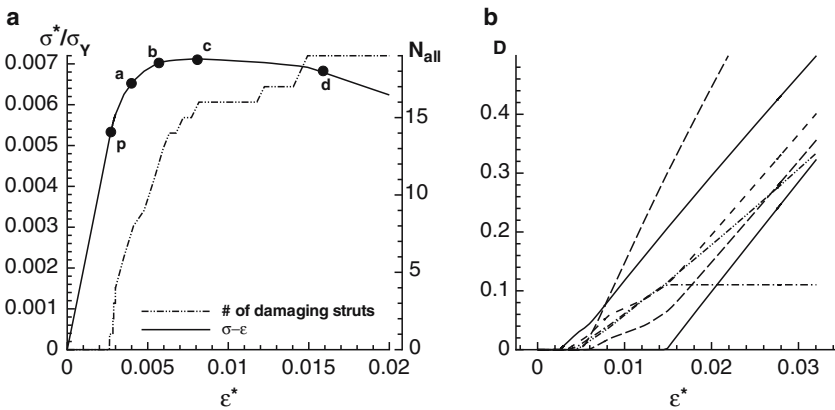 a
σ*/σY
Nall
0.007
0.007
0.005
0.004
0.003
0.002
0.001
0
15
10
5
0
p
a
b
c
d
# of damaging struts
σ–ε
0
0.005
0.01
0.015
0.02
ε*
b
D
0.4
0.3
0.2
0.1
0
0
0.01
0.02
0.03
ε*